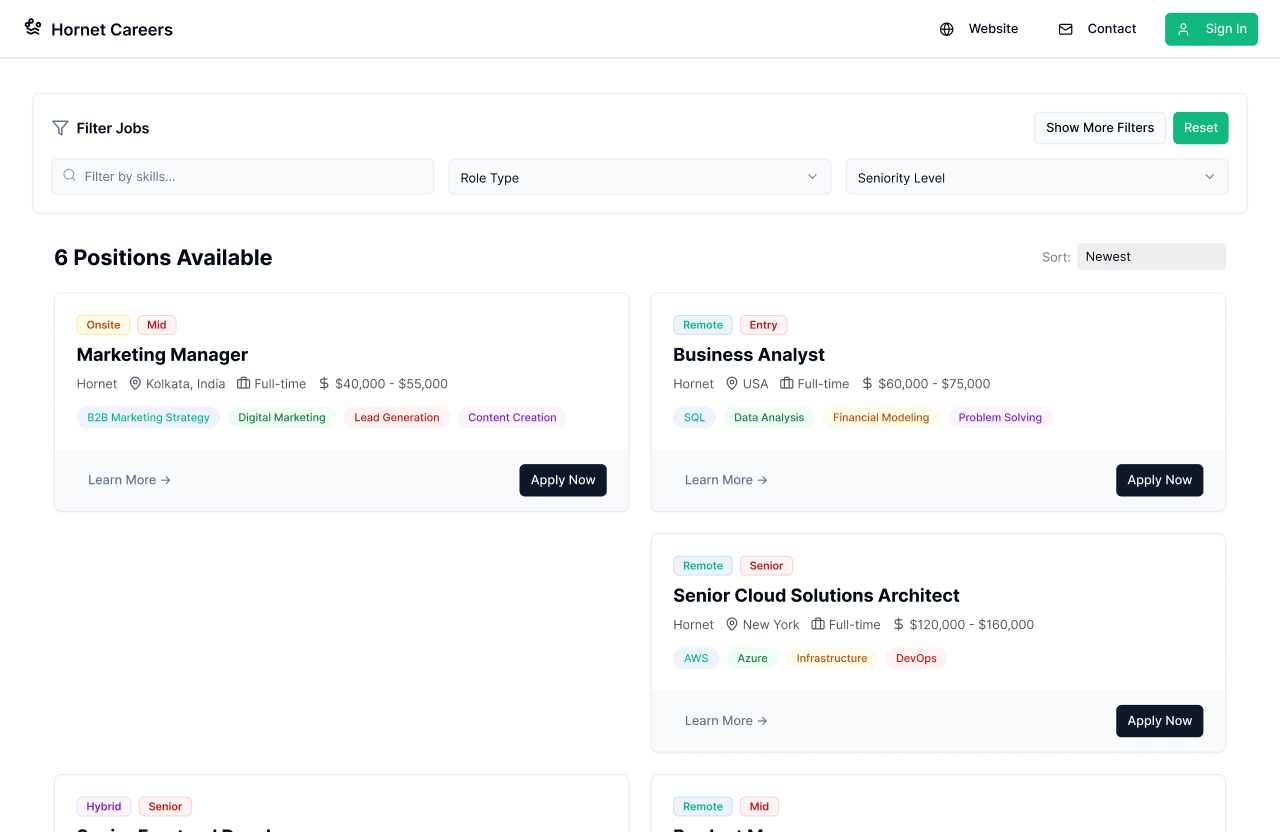 Hornet Careers
Website
Contact
Sign In
Filter Jobs
Show More Filters
Reset
Filter by skills...
Role Type
Seniority Level
6 Positions Available
Sort:
Newest
Onsite Mid
Marketing Manager
Hornet Kolkata, India Full-time $40,000 - $55,000
B2B Marketing Strategy Digital Marketing Lead Generation Content Creation
Learn More →
Apply Now
Remote Entry
Business Analyst
Hornet USA Full-time $60,000 - $75,000
SQL Data Analysis Financial Modeling Problem Solving
Learn More →
Apply Now
Remote Senior
Senior Cloud Solutions Architect
Hornet New York Full-time $120,000 - $160,000
AWS Azure Infrastructure DevOps
Learn More →
Apply Now
Hybrid Senior
Remote Mid